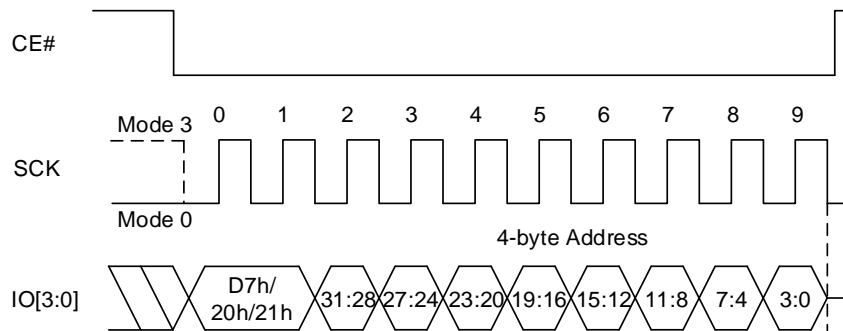 CE#
Mode 3
0 1 2 3 4 5 6 7 8 9
SCK
Mode 0
4-byte Address
IO[3:0]
D7h/
20h/21h
31:28 27:24 23:20 19:16 15:12 11:8 7:4 3:0